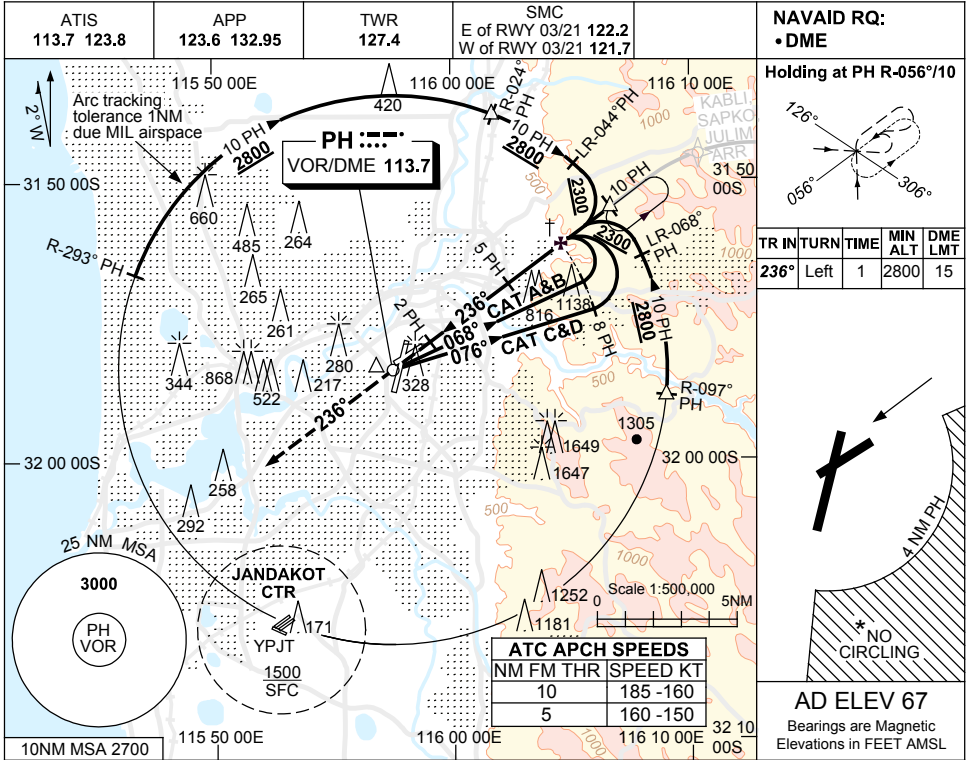 ATIS
113.7 123.8
APP
123.6 132.95
TWR
127.4
SMC
E of RWY 03/21 122.2
W of RWY 03/21 121.7
NAVAID RQ:
• DME
Holding at PH R-056°/10
126°
056°
306°
TR IN TURN TIME MIN ALT DME LMT
236° Left 1 2800 15
2°W
Arc tracking
tolerance 1NM
due MIL airspace
115 50 00E
116 00 00E
116 10 00E
31 50 00S
31 50
00S
10 PH
2800
420
R-024°
PH
10 PH
2800
LR-044°PH
KABLI,
SAPKO,
JULIM
ARR
1000
500
PH
VOR/DME 113.7
660
485
264
R-293° PH
2300
10 PH
2300
LR-068°
PH
5 PH
236°
CAT A&B
068°
076°
CAT C&D
816
1138
8 PH
10 PH
2800
1000
265
261
2 PH
280
344
868
522
217
328
500
R-097°
PH
236°
1305
1649
1647
32 00 00S
32 00
00S
258
292
500
1000
25 NM MSA
3000
PH
VOR
JANDAKOT
CTR
171
YPJT
1500
SFC
1252
1181
Scale 1:500,000
0 5NM
ATC APCH SPEEDS
NM FM THR SPEED KT
10 185 -160
5 160 -150
1000
10NM MSA 2700
115 50 00E
116 00 00E
116 10 00E
32 10
00S
4 NM PH
* NO
CIRCLING
AD ELEV 67
Bearings are Magnetic
Elevations in FEET AMSL